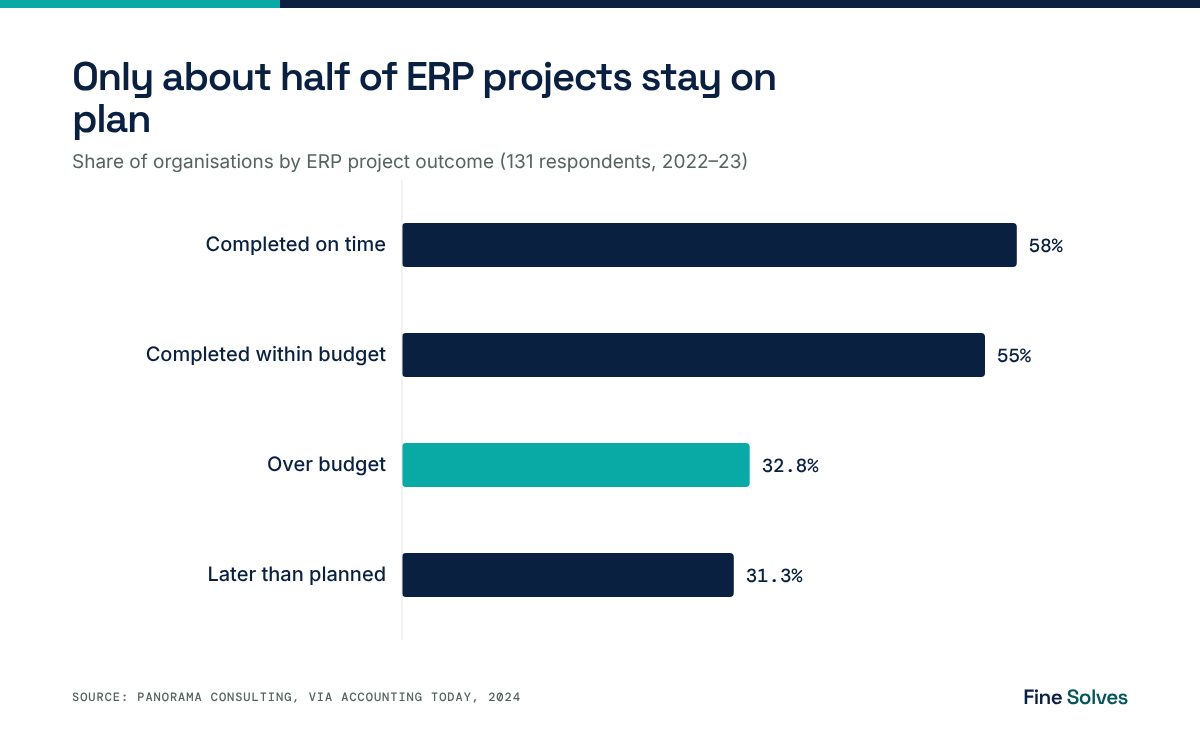 Only about half of ERP projects stay on
plan
Share of organisations by ERP project outcome (131 respondents, 2022–23)
Completed on time 58%
Completed within budget 55%
Over budget 32.8%
Later than planned 31.3%
SOURCE: PANORAMA CONSULTING, VIA ACCOUNTING TODAY, 2024
Fine Solves